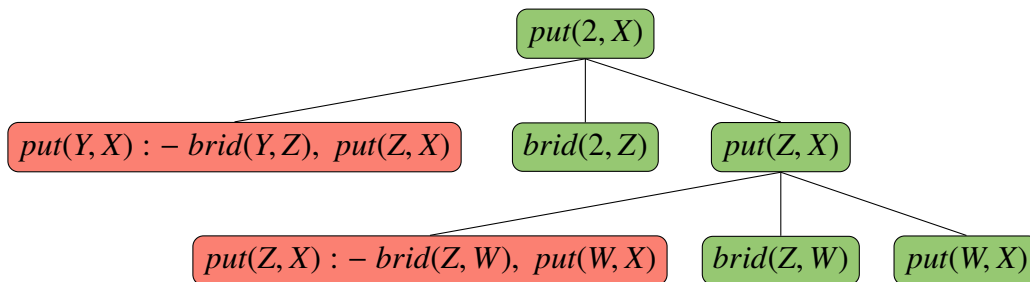 put(2, X)
put(Y, X) : − brid(Y, Z), put(Z, X)
brid(2, Z)
put(Z, X)
put(Z, X) : − brid(Z, W), put(W, X)
brid(Z, W)
put(W, X)